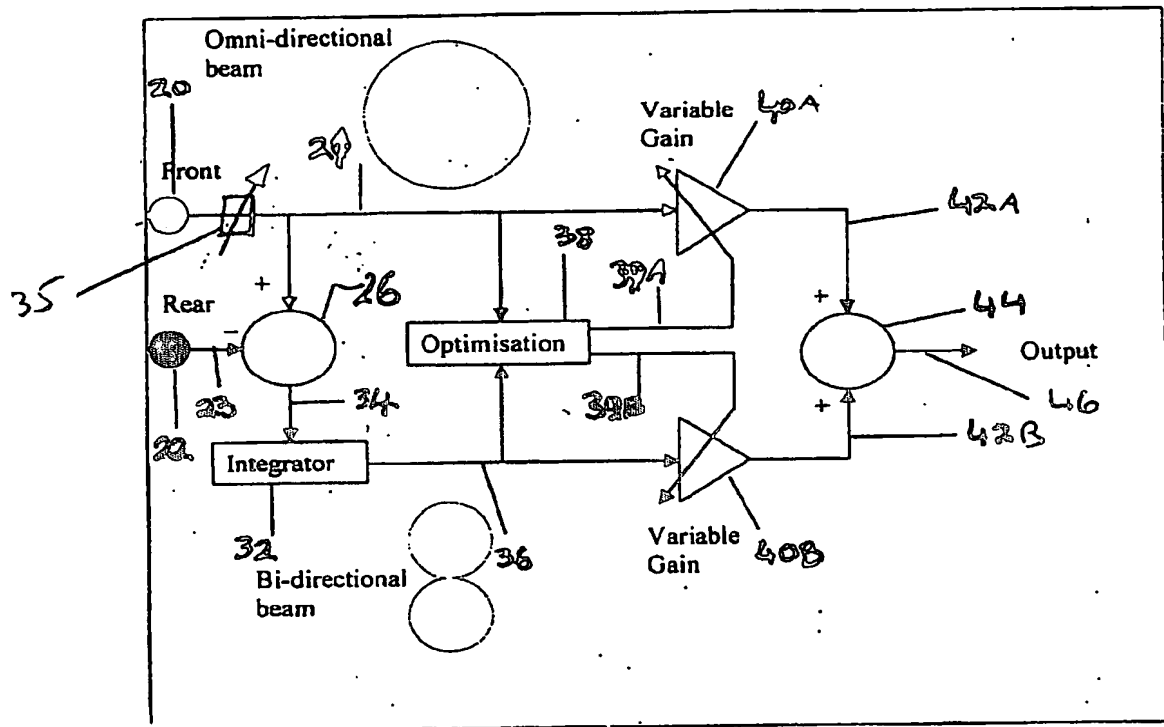 Omni-directional
beam
20
Front
Variable
Gain
40A
42A
38
39A
35
+
Rear
26
-
Optimisation
+
44
Output
23
34
39B
+
46
42B
22
Integrator
32
36
Bi-directional
beam
Variable
Gain
40B